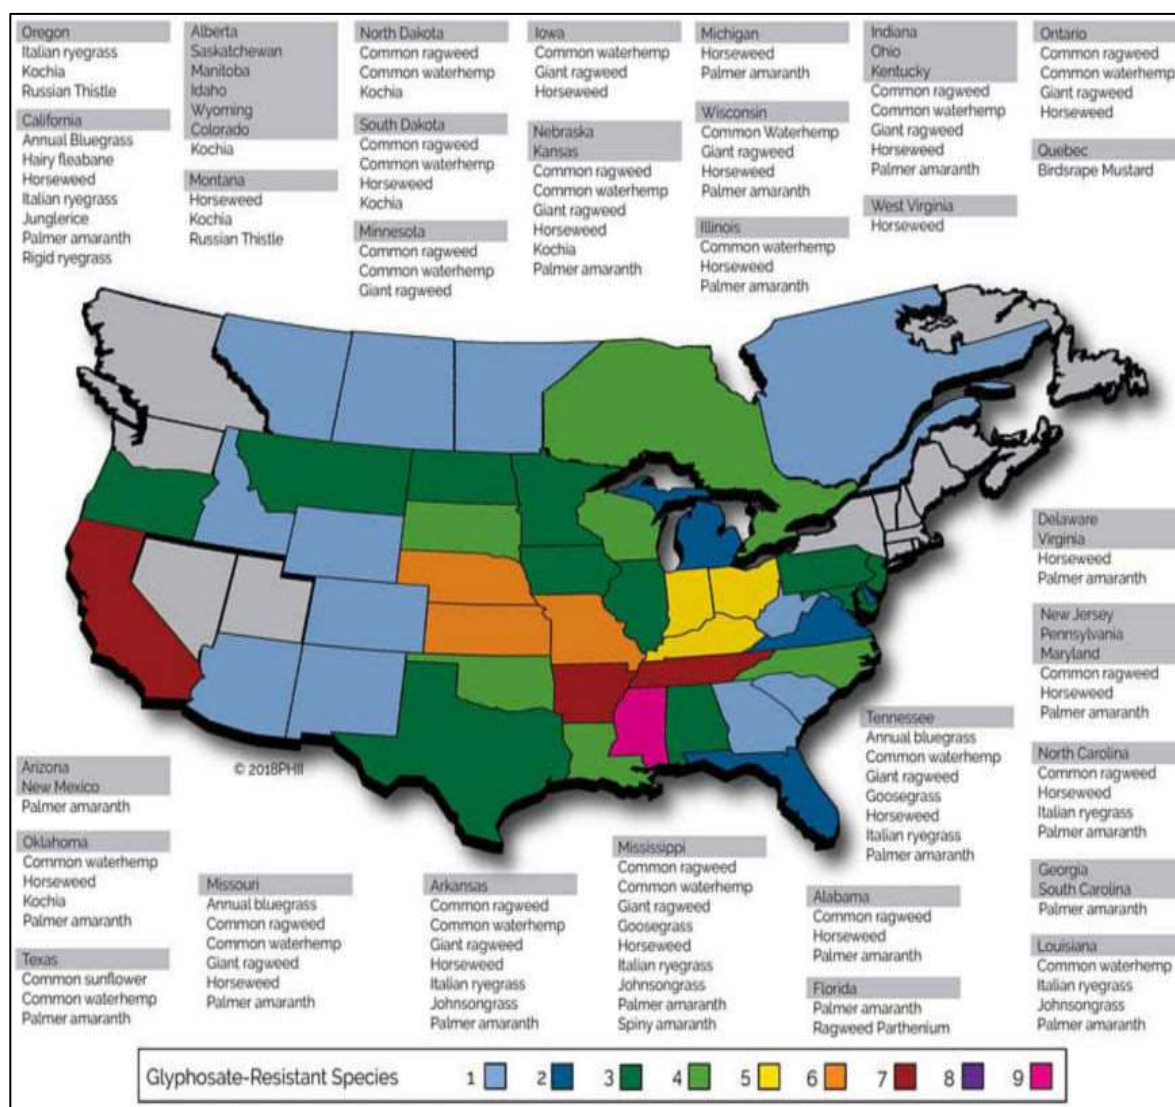 Oregon
Italian ryegrass
Kochia
Russian Thistle
California
Annual Bluegrass
Hairy fleabane
Horseweed
Italian ryegrass
Junglerice
Palmer amaranth
Rigid ryegrass
Alberta
Saskatchewan
Manitoba
Idaho
Wyoming
Colorado
Kochia
Montana
Horseweed
Kochia
Russian Thistle
North Dakota
Common ragweed
Common waterhemp
Kochia
South Dakota
Common ragweed
Common waterhemp
Horseweed
Kochia
Minnesota
Common ragweed
Common waterhemp
Giant ragweed
Iowa
Common waterhemp
Giant ragweed
Horseweed
Nebraska
Kansas
Common ragweed
Common waterhemp
Giant ragweed
Horseweed
Kochia
Palmer amaranth
Michigan
Horseweed
Palmer amaranth
Wisconsin
Common Waterhemp
Giant ragweed
Horseweed
Palmer amaranth
Illinois
Common waterhemp
Horseweed
Palmer amaranth
Indiana
Ohio
Kentucky
Common ragweed
Common waterhemp
Giant ragweed
Horseweed
Palmer amaranth
West Virginia
Horseweed
Ontario
Common ragweed
Common waterhemp
Giant ragweed
Horseweed
Quebec
Birdsrape Mustard
Delaware
Virginia
Horseweed
Palmer amaranth
New Jersey
Pennsylvania
Maryland
Common ragweed
Horseweed
Palmer amaranth
North Carolina
Common ragweed
Horseweed
Italian ryegrass
Palmer amaranth
Georgia
South Carolina
Palmer amaranth
Louisiana
Common waterhemp
Italian ryegrass
Johnsongrass
Palmer amaranth
Tennessee
Annual bluegrass
Common waterhemp
Giant ragweed
Goosegrass
Horseweed
Italian ryegrass
Palmer amaranth
© 2018PHII
Arizona
New Mexico
Palmer amaranth
Oklahoma
Common waterhemp
Horseweed
Kochia
Palmer amaranth
Texas
Common sunflower
Common waterhemp
Palmer amaranth
Missouri
Annual bluegrass
Common ragweed
Common waterhemp
Giant ragweed
Horseweed
Palmer amaranth
Arkansas
Common ragweed
Common waterhemp
Giant ragweed
Horseweed
Italian ryegrass
Johnsongrass
Palmer amaranth
Mississippi
Common ragweed
Common waterhemp
Giant ragweed
Goosegrass
Horseweed
Italian ryegrass
Johnsongrass
Palmer amaranth
Spiny amaranth
Alabama
Common ragweed
Horseweed
Palmer amaranth
Florida
Palmer amaranth
Ragweed Parthenium
Glyphosate-Resistant Species 1 2 3 4 5 6 7 8 9